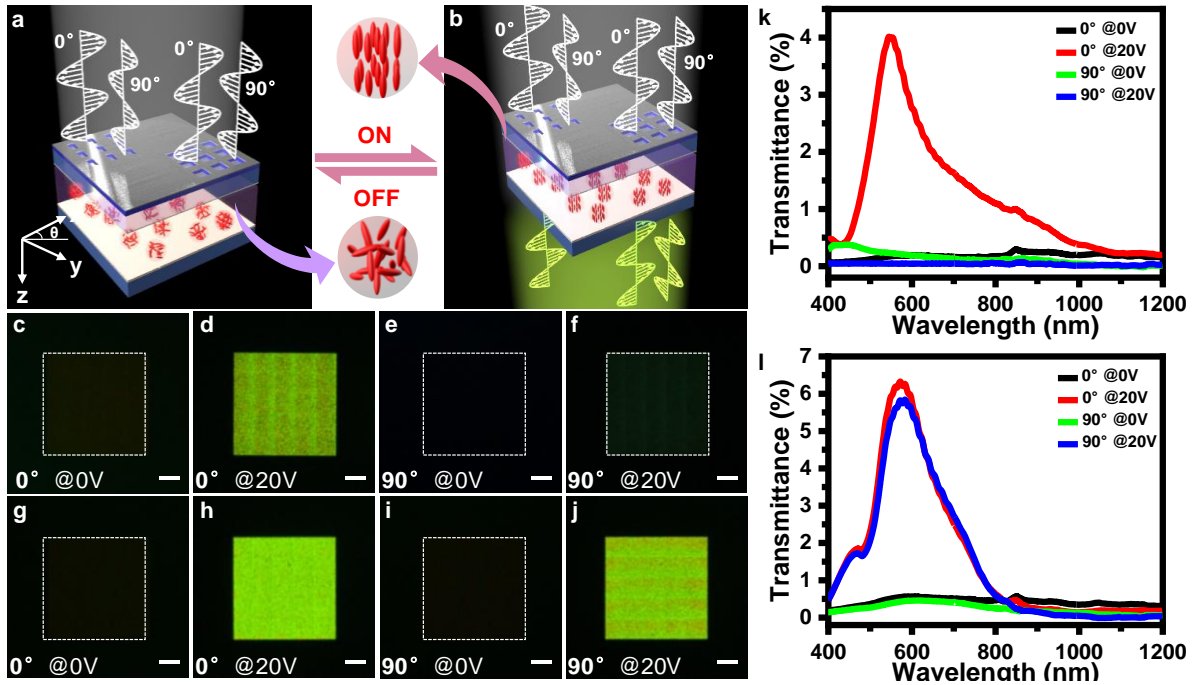 a
0°
90°
0°
90°
θ
y
z
ON
OFF
b
0°
90°
0°
90°
c
0° @0V
d
0° @20V
e
90° @0V
f
90° @20V
g
0° @0V
h
0° @20V
i
90° @0V
j
90° @20V
k
Transmittance (%)
4
3
2
1
0
400 600 800 1000 1200
Wavelength (nm)
0° @0V
0° @20V
90° @0V
90° @20V
l
Transmittance (%)
7
6
5
4
3
2
1
0
400 600 800 1000 1200
Wavelength (nm)
0° @0V
0° @20V
90° @0V
90° @20V